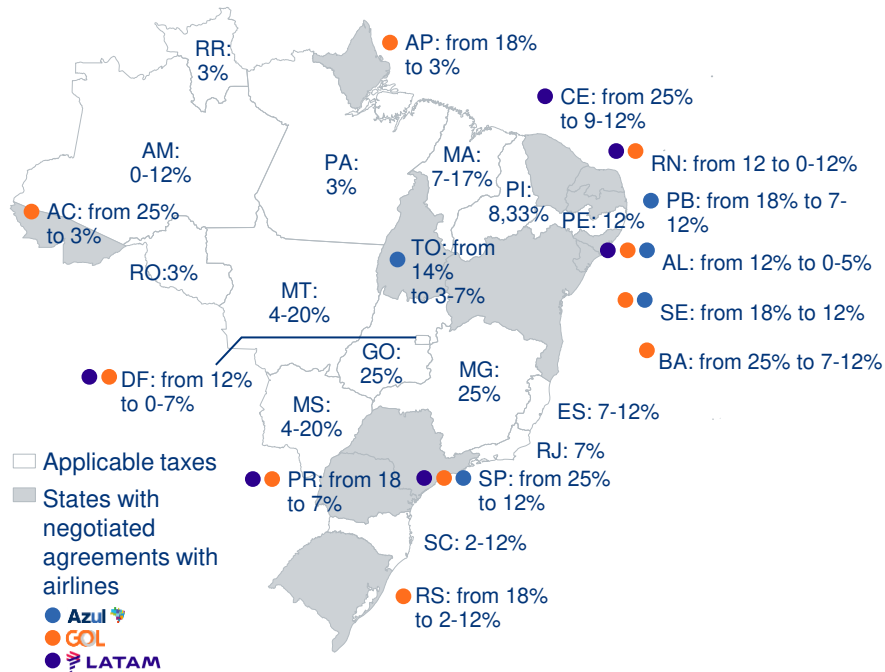 RR:
3%
AP: from 18%
to 3%
CE: from 25%
to 9-12%
AM:
0-12%
PA:
3%
MA:
7-17%
PI:
8,33%
RN: from 12 to 0-12%
PB: from 18% to 7-
12%
PE: 12%
AC: from 25%
to 3%
TO: from
14%
to 3-7%
AL: from 12% to 0-5%
RO:3%
MT:
4-20%
SE: from 18% to 12%
BA: from 25% to 7-12%
GO:
25%
MG:
25%
DF: from 12%
to 0-7%
MS:
4-20%
ES: 7-12%
RJ: 7%
Applicable taxes
PR: from 18
to 7%
SP: from 25%
to 12%
States with
negotiated
agreements with
airlines
SC: 2-12%
RS: from 18%
to 2-12%
Azul
GOL
LATAM